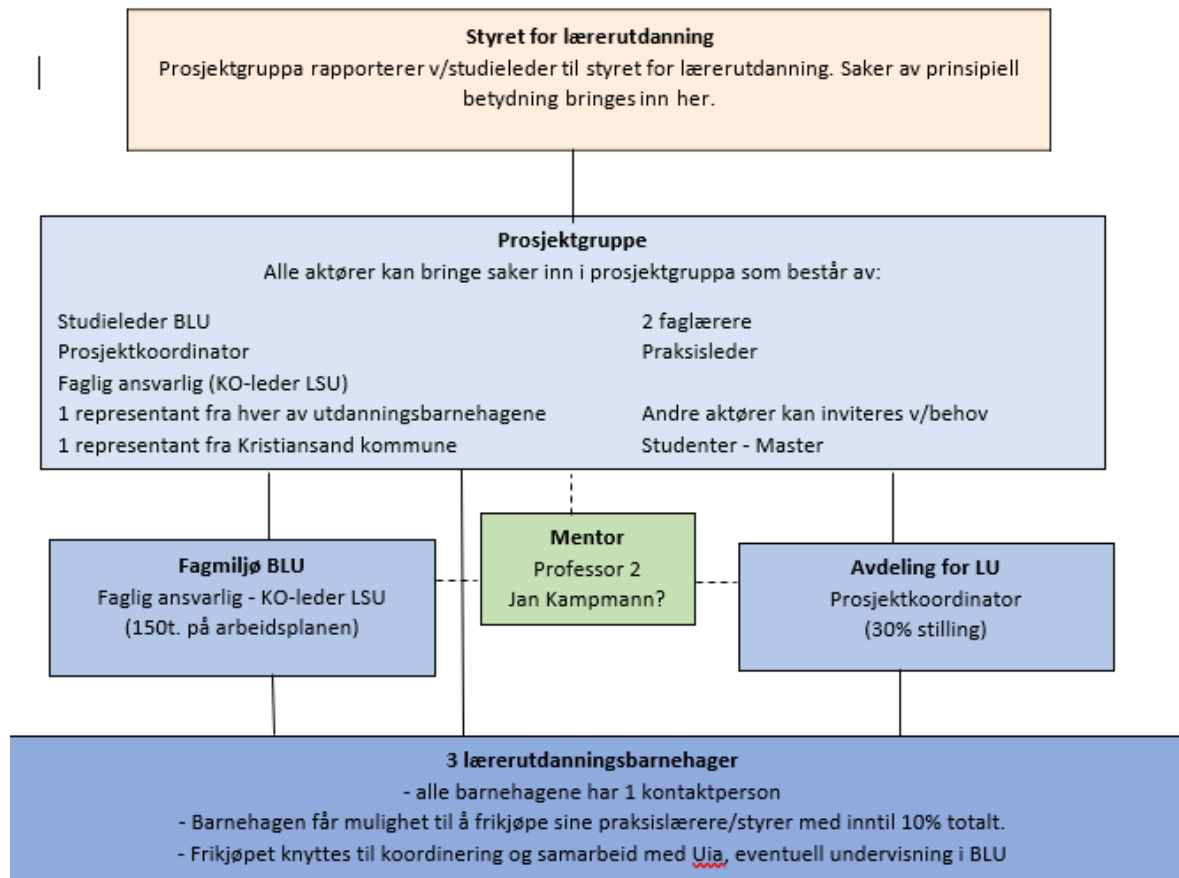 Styret for lærerutdanning
Prosjektgruppa rapporterer v/studieleder til styret for lærerutdanning. Saker av prinsipiell
betydning bringes inn her.
Prosjektgruppe
Alle aktører kan bringe saker inn i prosjektgruppa som består av:
Studieleder BLU
Prosjektkoordinator
Faglig ansvarlig (KO-leder LSU)
1 representant fra hver av utdanningsbarnehagene
1 representant fra Kristiansand kommune
2 faglærere
Praksisleder
Andre aktører kan inviteres v/behov
Studenter - Master
Fagmiljø BLU
Faglig ansvarlig - KO-leder LSU
(150t. på arbeidsplanen)
Mentor
Professor 2
Jan Kampmann?
Avdeling for LU
Prosjektkoordinator
(30% stilling)
3 lærerutdanningsbarnehager
- alle barnehagene har 1 kontaktperson
- Barnehagen får mulighet til å frikjøpe sine praksislærere/styrer med inntil 10% totalt.
- Frikjøpet knyttes til koordinering og samarbeid med Uia, eventuell undervisning i BLU